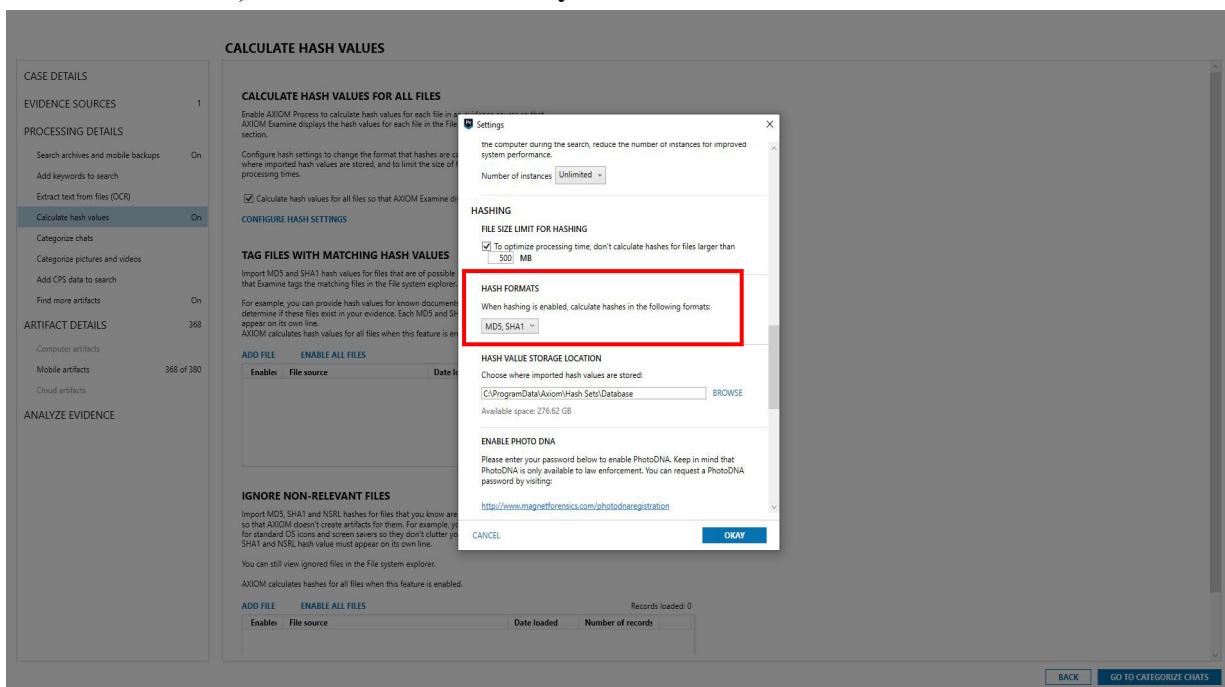 CALCULATE HASH VALUES
CASE DETAILS
EVIDENCE SOURCES 1
PROCESSING DETAILS
Search archives and mobile backups On
Add keywords to search
Extract text from files (OCR)
Calculate hash values On
Categorize chats
Categorize pictures and videos
Add CPS data to search
Find more artifacts On
ARTIFACT DETAILS 368
Computer artifacts
Mobile artifacts 368 of 380
Cloud artifacts
ANALYZE EVIDENCE
CALCULATE HASH VALUES FOR ALL FILES
Enable AXIOM Process to calculate hash values for each file in
AXIOM Examine displays the hash values for each file in the File
section.
Configure hash settings to change the format that hashes are
where imported hash values are stored, and to limit the size of
processing times.
Calculate hash values for all files so that AXIOM Examine
CONFIGURE HASH SETTINGS
TAG FILES WITH MATCHING HASH VALUES
Import MD5 and SHA1 hash values for files that are of possible
that Examine tags the matching files in the File system explorer.
For example, you can provide hash values for known documents
determine if these files exist in your evidence. Each MD5 and
appear on its own line.
AXIOM calculates hash values for all files when this feature is
ADD FILE ENABLE ALL FILES
File source
IGNORE NON-RELEVANT FILES
Import MD5, SHA1 and NSRL hashes for files that you know are
so that AXIOM doesn't create artifacts for them. For example,
for standard OS icons and screen savers so they don't clutter
SHA1 and NSRL hash value must appear on its own line.
You can still view ignored files in the File system explorer.
AXIOM calculates hashes for all files when this feature is enabled.
ADD FILE ENABLE ALL FILES Records loaded: 0
File source Date loaded Number of
BACK GO TO CATEGORIZE CHATS
Settings
the computer during the search, reduce the number of instances for improved
system performance.
Number of instances Unlimited
HASHING
FILE SIZE LIMIT FOR HASHING
To optimize processing time, don't calculate hashes for files larger than
500 MB
HASH FORMATS
When hashing is enabled, calculate hashes in the following formats:
MD5, SHA1
HASH VALUE STORAGE LOCATION
Choose where imported hash values are stored:
C:\ProgramData\Axiom\Hash Sets\Database BROWSE
Available space: 276.62 GB
ENABLE PHOTO DNA
Please enter your password below to enable PhotoDNA. Keep in mind that
PhotoDNA is only available to law enforcement. You can request a PhotoDNA
password by visiting:
http://www.magnetforensics.com/photodnaregistration
CANCEL OKAY